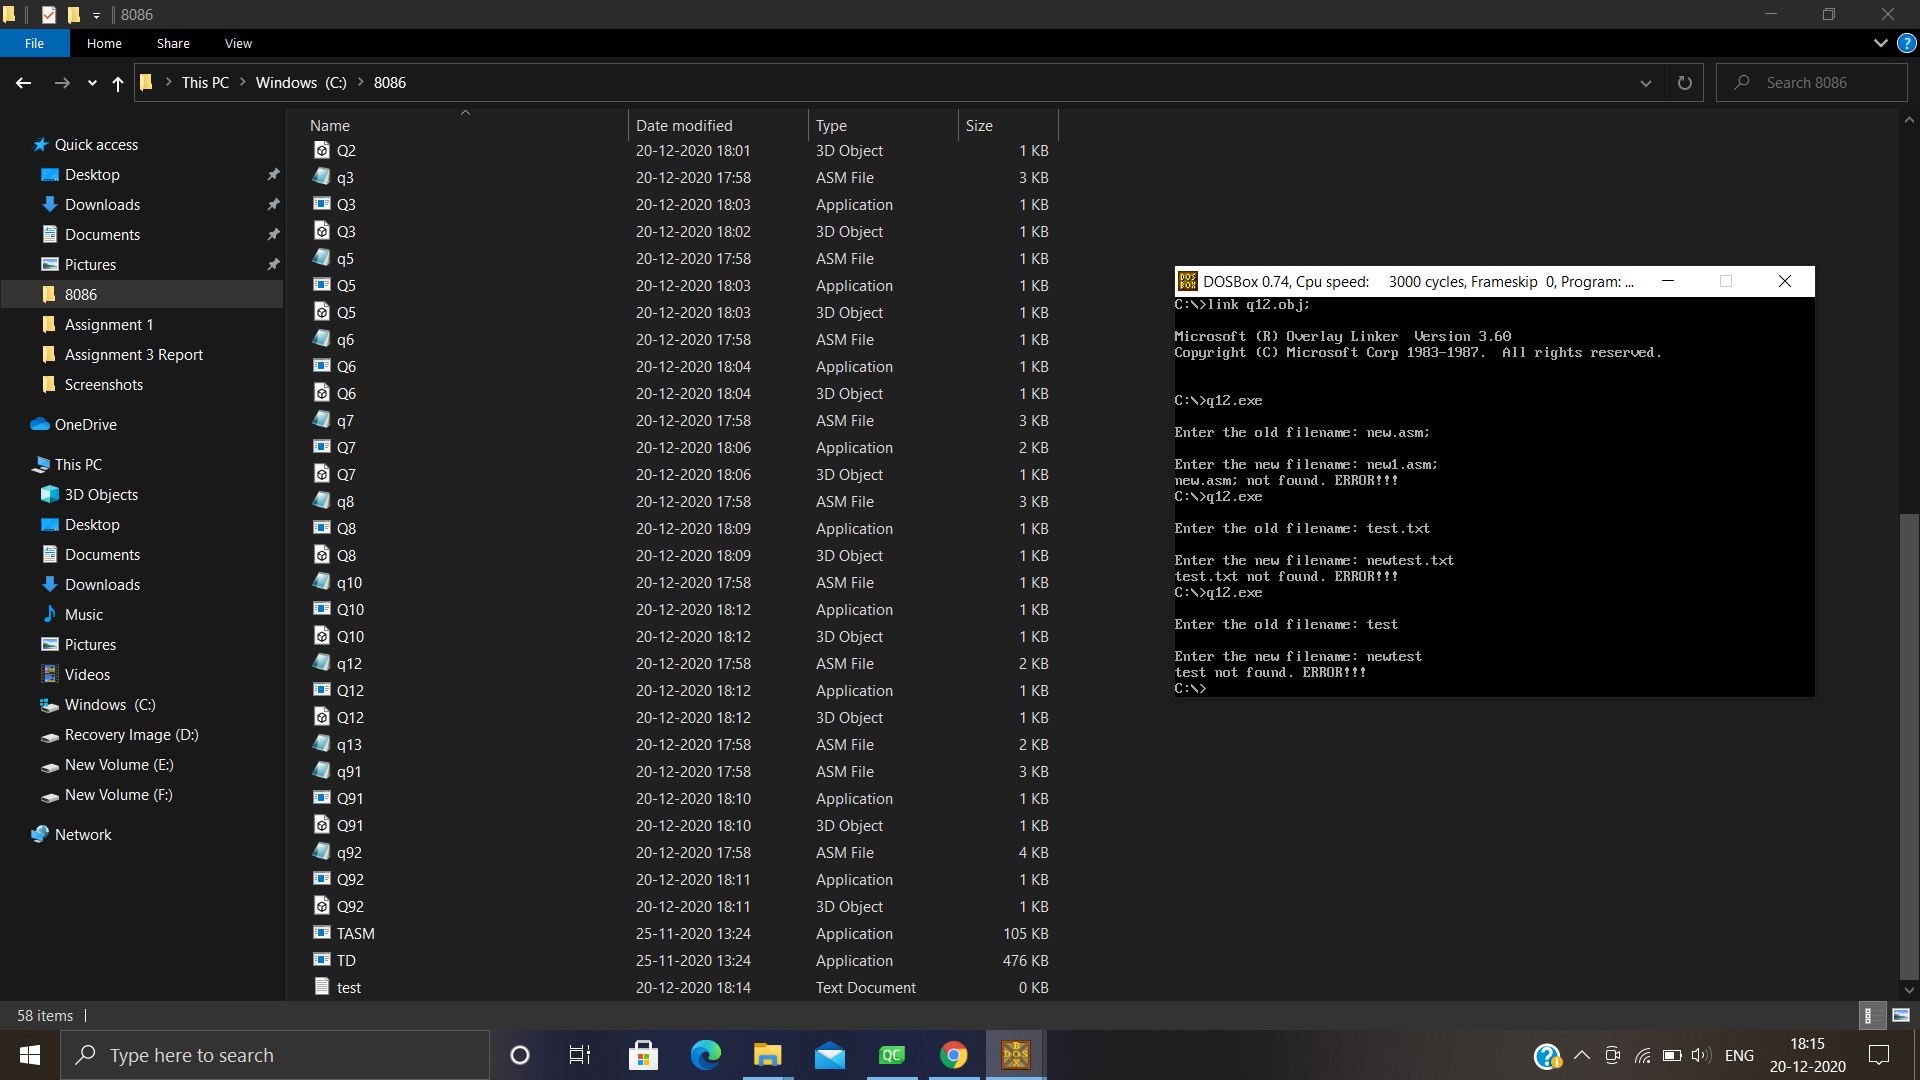 8086
File Home Share View
This PC Windows (C:) 8086
Search 8086
Name Date modified Type Size
Q2 20-12-2020 18:01 3D Object 1 KB
q3 20-12-2020 17:58 ASM File 3 KB
Q3 20-12-2020 18:03 Application 1 KB
Q3 20-12-2020 18:02 3D Object 1 KB
q5 20-12-2020 17:58 ASM File 1 KB
Q5 20-12-2020 18:03 Application 1 KB
Q5 20-12-2020 18:03 3D Object 1 KB
q6 20-12-2020 17:58 ASM File 1 KB
Q6 20-12-2020 18:04 Application 1 KB
Q6 20-12-2020 18:04 3D Object 1 KB
q7 20-12-2020 17:58 ASM File 3 KB
Q7 20-12-2020 18:06 Application 2 KB
Q7 20-12-2020 18:06 3D Object 1 KB
q8 20-12-2020 17:58 ASM File 3 KB
Q8 20-12-2020 18:09 Application 1 KB
Q8 20-12-2020 18:09 3D Object 1 KB
q10 20-12-2020 17:58 ASM File 1 KB
Q10 20-12-2020 18:12 Application 1 KB
Q10 20-12-2020 18:12 3D Object 1 KB
q12 20-12-2020 17:58 ASM File 2 KB
Q12 20-12-2020 18:12 Application 1 KB
Q12 20-12-2020 18:12 3D Object 1 KB
q13 20-12-2020 17:58 ASM File 2 KB
q91 20-12-2020 17:58 ASM File 3 KB
Q91 20-12-2020 18:10 Application 1 KB
Q91 20-12-2020 18:10 3D Object 1 KB
q92 20-12-2020 17:58 ASM File 4 KB
Q92 20-12-2020 18:11 Application 1 KB
Q92 20-12-2020 18:11 3D Object 1 KB
TASM 25-11-2020 13:24 Application 105 KB
TD 25-11-2020 13:24 Application 476 KB
test 20-12-2020 18:14 Text Document 0 KB
Quick access
Desktop
Downloads
Documents
Pictures
8086
Assignment 1
Assignment 3 Report
Screenshots
OneDrive
This PC
3D Objects
Desktop
Documents
Downloads
Music
Pictures
Videos
Windows (C:)
Recovery Image (D:)
New Volume (E:)
New Volume (F:)
Network
DOSBox 0.74, Cpu speed: 3000 cycles, Frameskip 0, Program: ...
C:\>link q12.obj;
Microsoft (R) Overlay Linker Version 3.60
Copyright (C) Microsoft Corp 1983-1987. All rights reserved.
C:\>q12.exe
Enter the old filename: new.asm;
Enter the new filename: new1.asm;
new.asm; not found. ERROR!!!
C:\>q12.exe
Enter the old filename: test.txt
Enter the new filename: newtest.txt
test.txt not found. ERROR!!!
C:\>q12.exe
Enter the old filename: test
Enter the new filename: newtest
test not found. ERROR!!!
C:\>
58 items
Type here to search
QC
DOS
BOX
ENG
18:15
20-12-2020